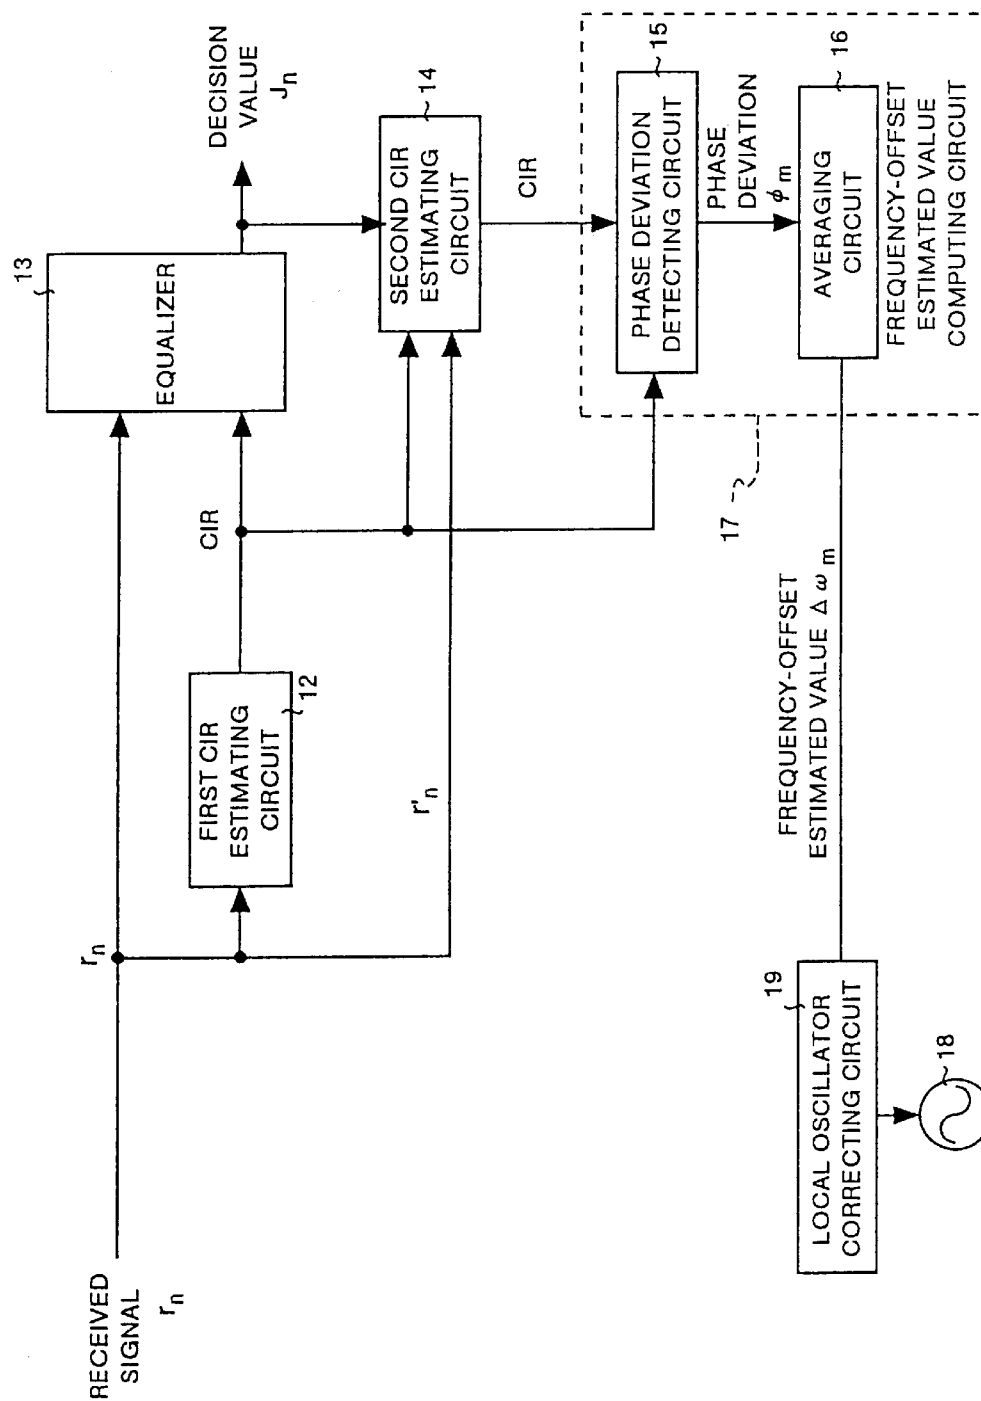 RECEIVED
SIGNAL
r_n
r_n
FIRST CIR
ESTIMATING
CIRCUIT
12
CIR
13
EQUALIZER
DECISION
VALUE
J_n
r'_n
14
SECOND CIR
ESTIMATING
CIRCUIT
CIR
15
PHASE DEVIATION
DETECTING CIRCUIT
PHASE
DEVIATION
ϕ_m
16
AVERAGING
CIRCUIT
FREQUENCY-OFFSET
ESTIMATED VALUE
COMPUTING CIRCUIT
17
FREQUENCY-OFFSET
ESTIMATED VALUE Δ ω_m
19
LOCAL OSCILLATOR
CORRECTING CIRCUIT
18